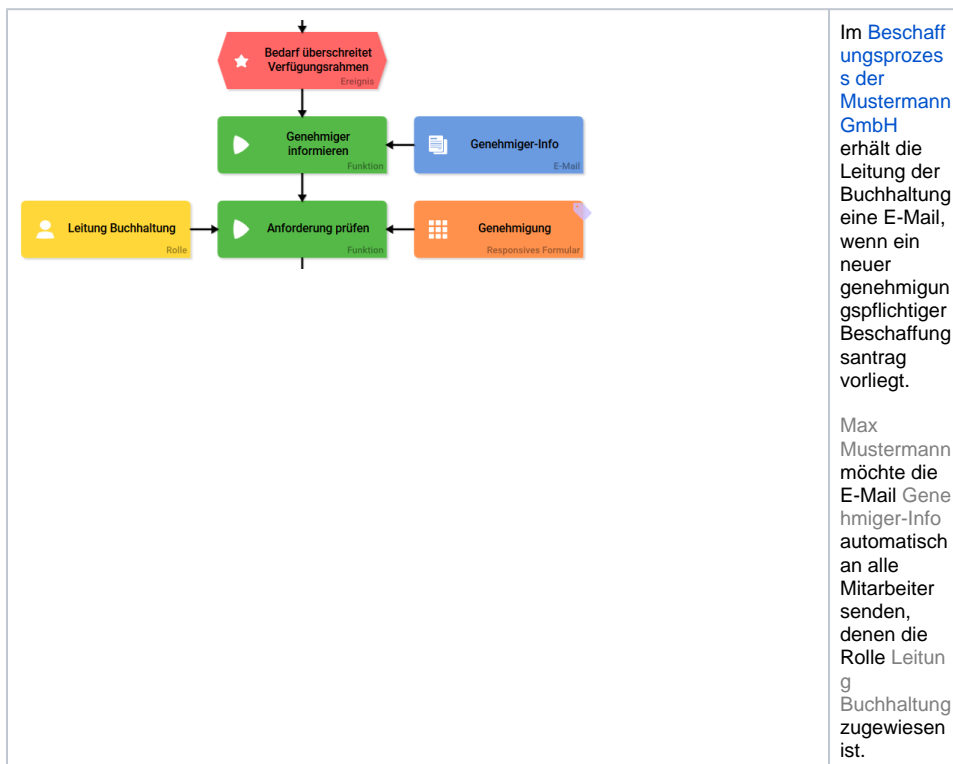 Bedarf überschreitet
Verfügungsrahmen
Ereignis
Genehmiger
informieren
Funktion
Genehmiger-Info
E-Mail
Leitung Buchhaltung
Rolle
Anforderung prüfen
Funktion
Genehmigung
Responsives Formular
Im Beschaff
ungsprozes
s der
Mustermann
GmbH
erhält die
Leitung der
Buchhaltung
eine E-Mail,
wenn ein
neuer
genehmigun
gspflichtiger
Beschaffung
santrag
vorliegt.
Max
Mustermann
möchte die
E-Mail Gene
hmiger-Info
automatisch
an alle
Mitarbeiter
senden,
denen die
Rolle Leitun
g
Buchhaltung
zugewiesen
ist.